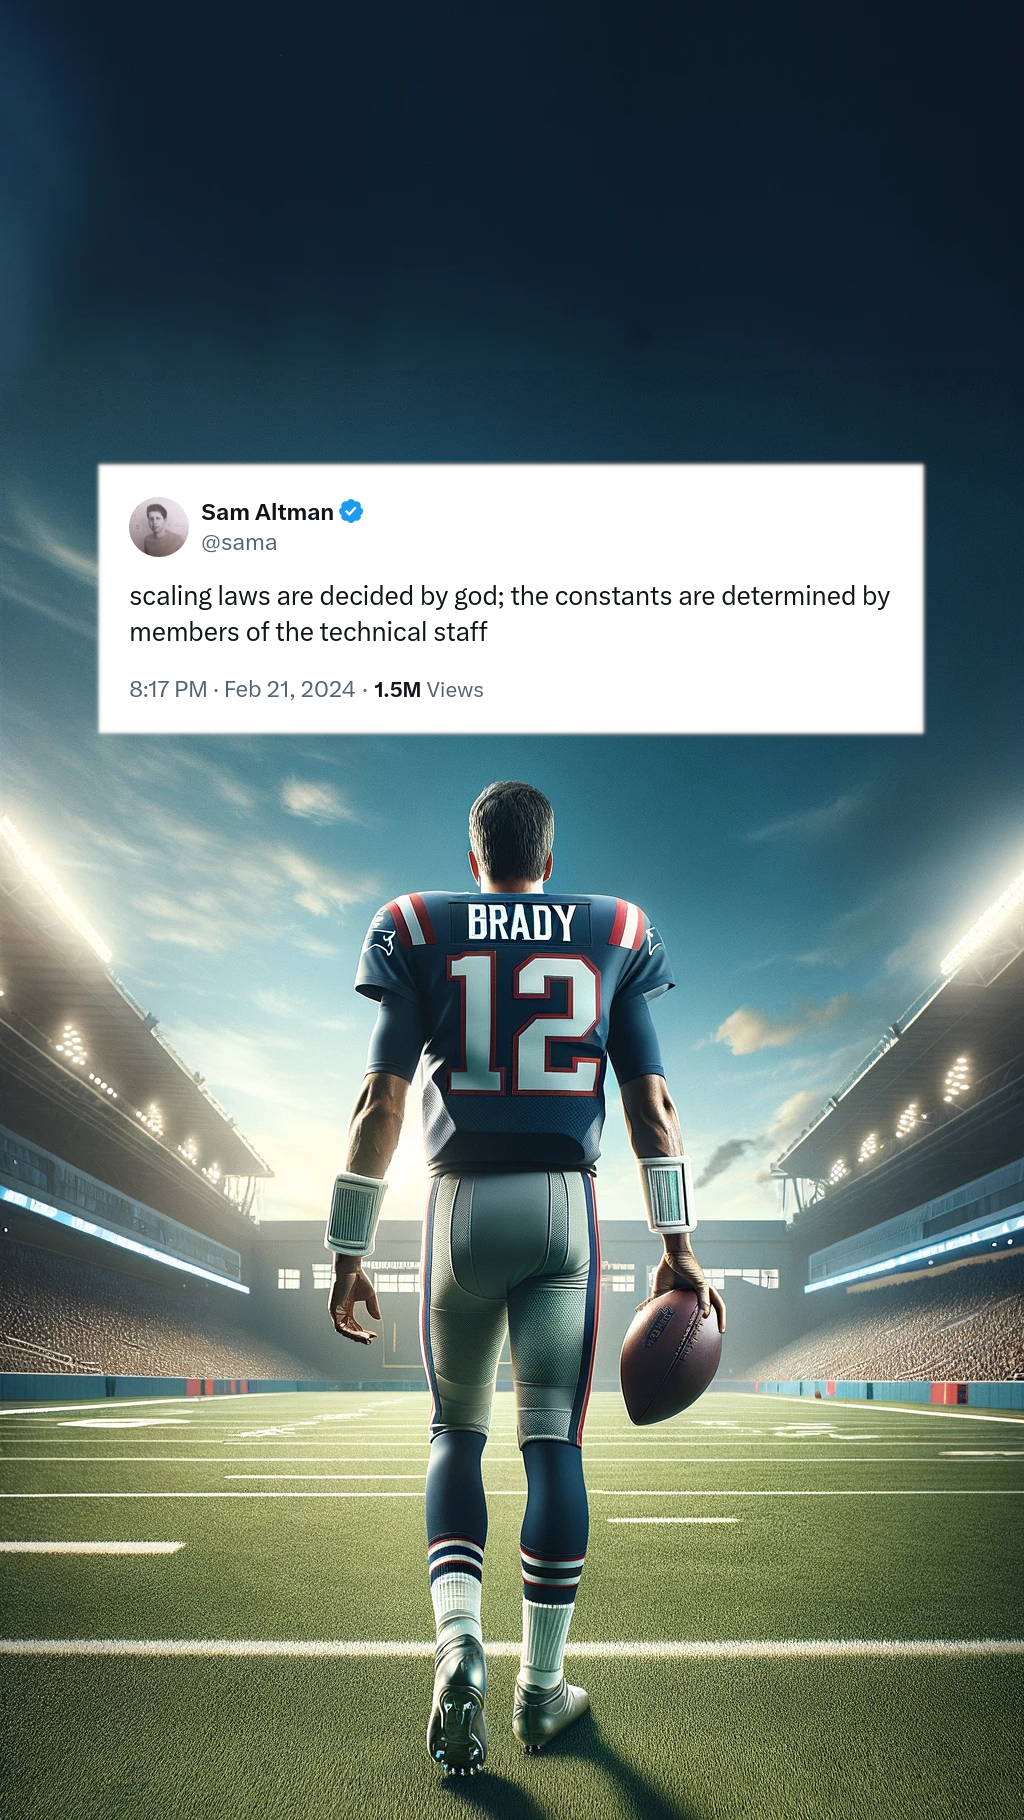 Sam Altman
@sama
scaling laws are decided by god; the constants are determined by
members of the technical staff
8:17 PM · Feb 21, 2024 · 1.5M Views
BRADY
12